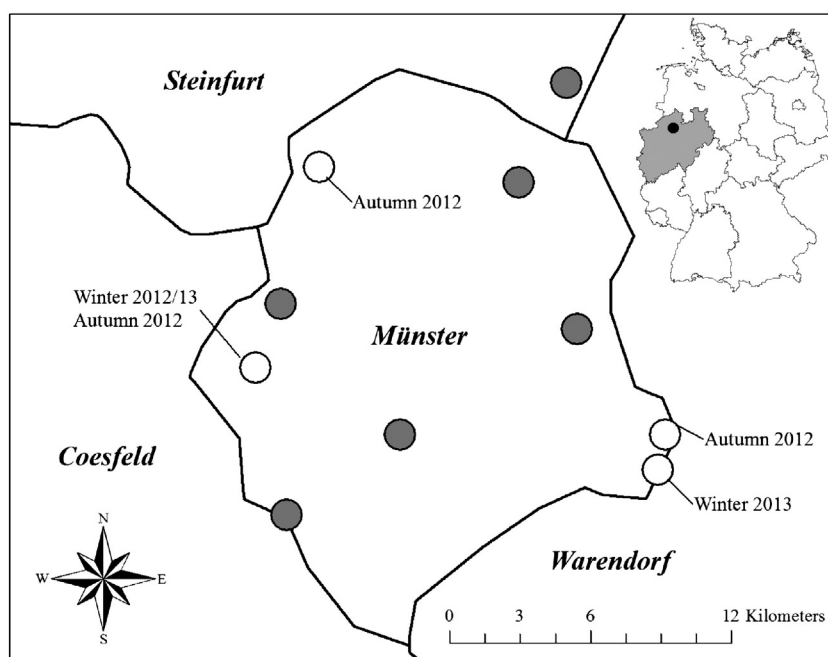 Steinfurt
Autumn 2012
Winter 2012/13
Autumn 2012
Münster
Coesfeld
Autumn 2012
Winter 2013
Warendorf
N
W E
S
0 3 6 12 Kilometers